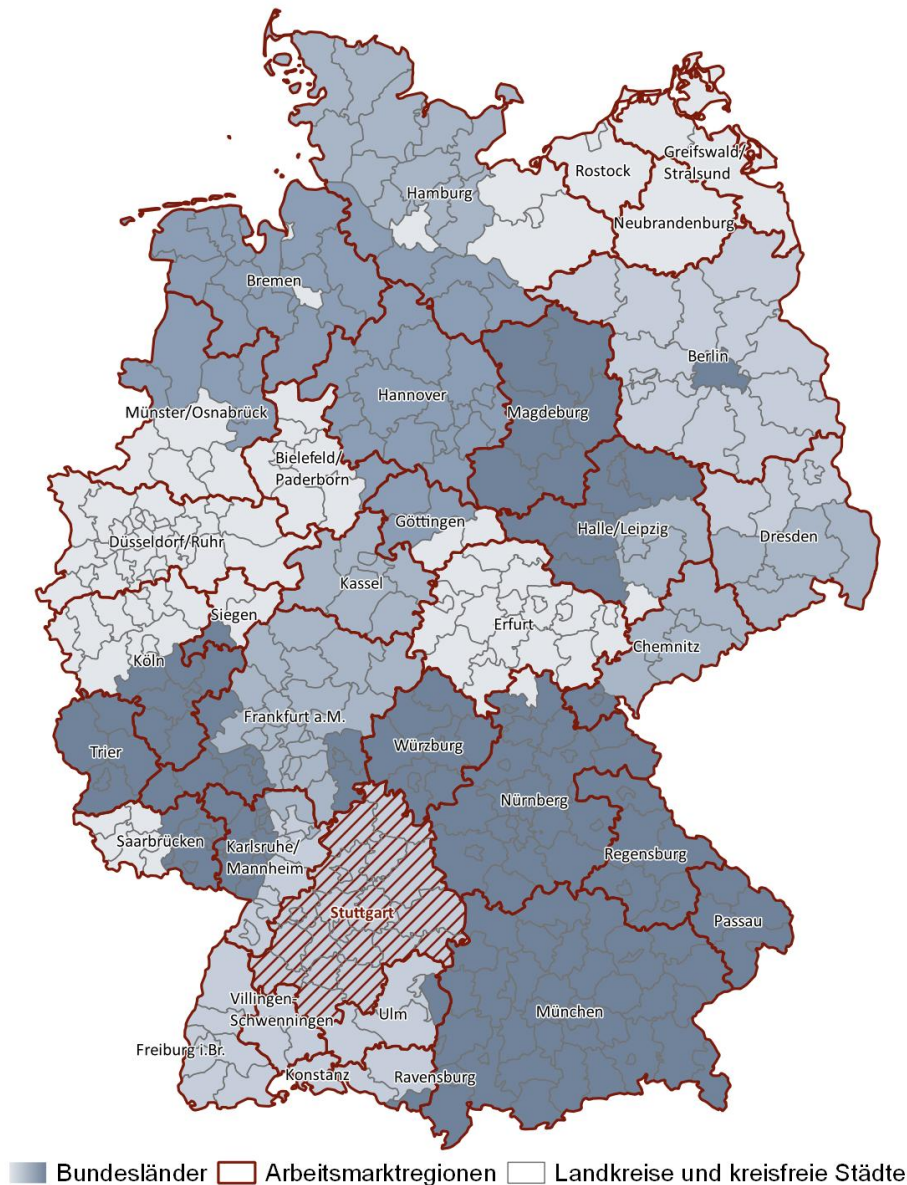 Greifswald/
Stralsund
Rostock
Hamburg
Neubrandenburg
Bremen
Berlin
Hannover
Münster/Osnabrück
Magdeburg
Bielefeld/
Paderborn
Göttingen
Halle/Leipzig
Dresden
Düsseldorf/Ruhr
Kassel
Siegen
Erfurt
Chemnitz
Köln
Frankfurt a.M.
Trier
Würzburg
Nürnberg
Saarbrücken
Karlsruhe/
Mannheim
Regensburg
Stuttgart
Passau
Villingen-
Schwenningen
Ulm
München
Freiburg i.Br.
Konstanz
Ravensburg
Bundesländer Arbeitsmarktregionen Landkreise und kreisfreie Städte